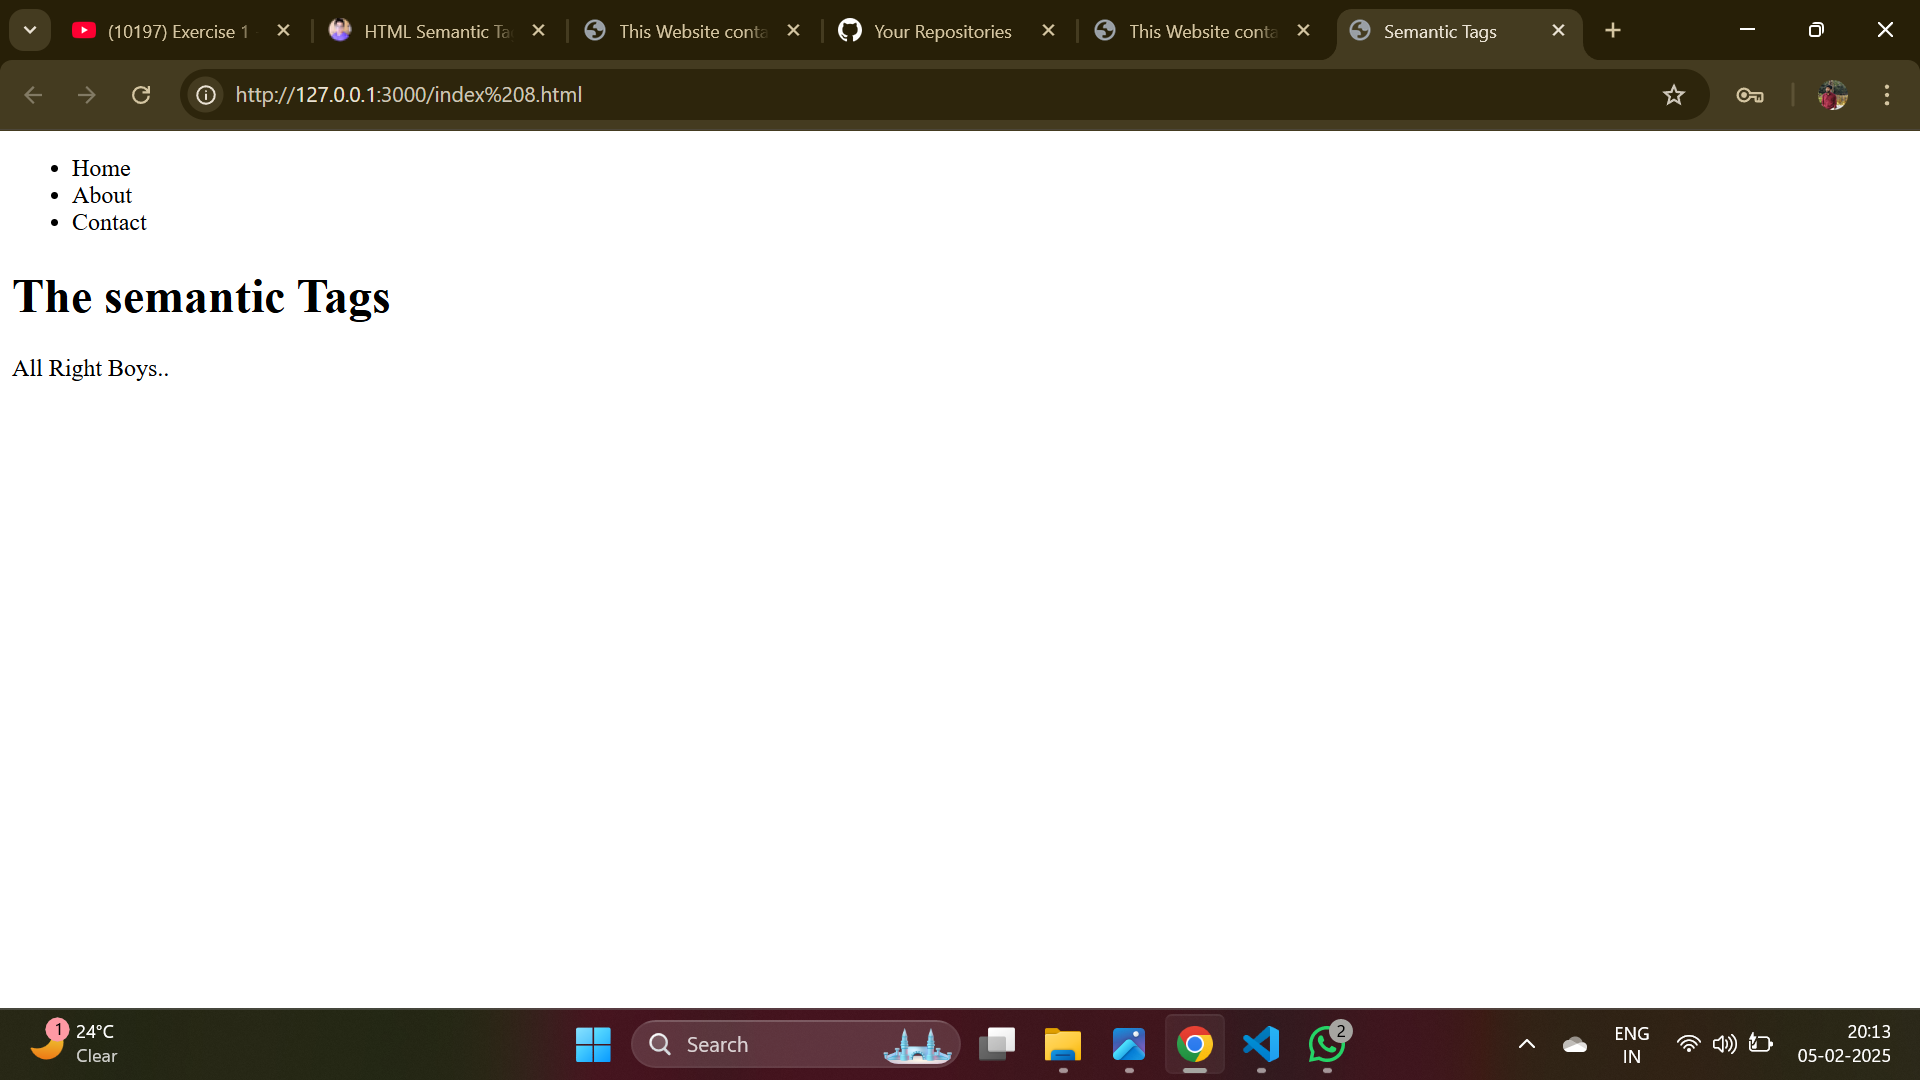 (10197) Exercise 1
HTML Semantic Ta
This Website conta
Your Repositories
This Website conta
Semantic Tags
http://127.0.0.1:3000/index%208.html
Home
About
Contact
The semantic Tags
All Right Boys..
1
24°C
Clear
Search
2
ENG
IN
20:13
05-02-2025